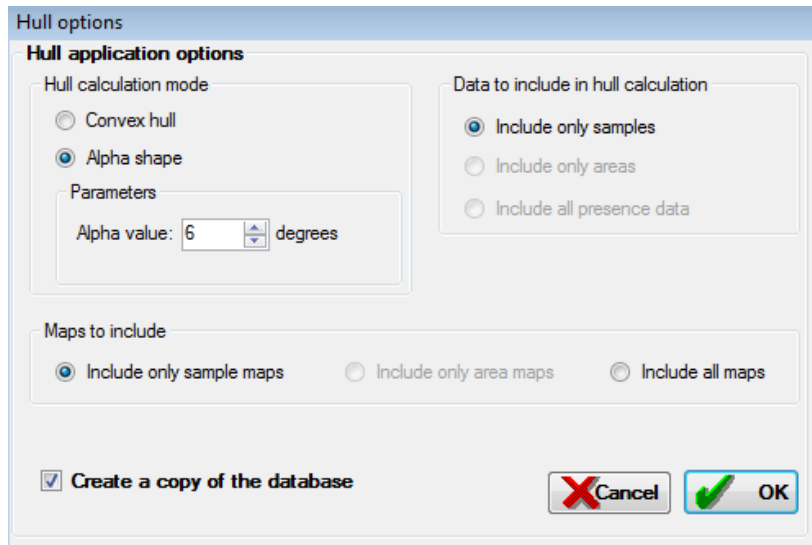 Hull options
Hull application options
Hull calculation mode
Convex hull
Alpha shape
Parameters
Alpha value: 6 degrees
Data to include in hull calculation
Include only samples
Include only areas
Include all presence data
Maps to include
Include only sample maps Include only area maps Include all maps
Create a copy of the database
Cancel OK